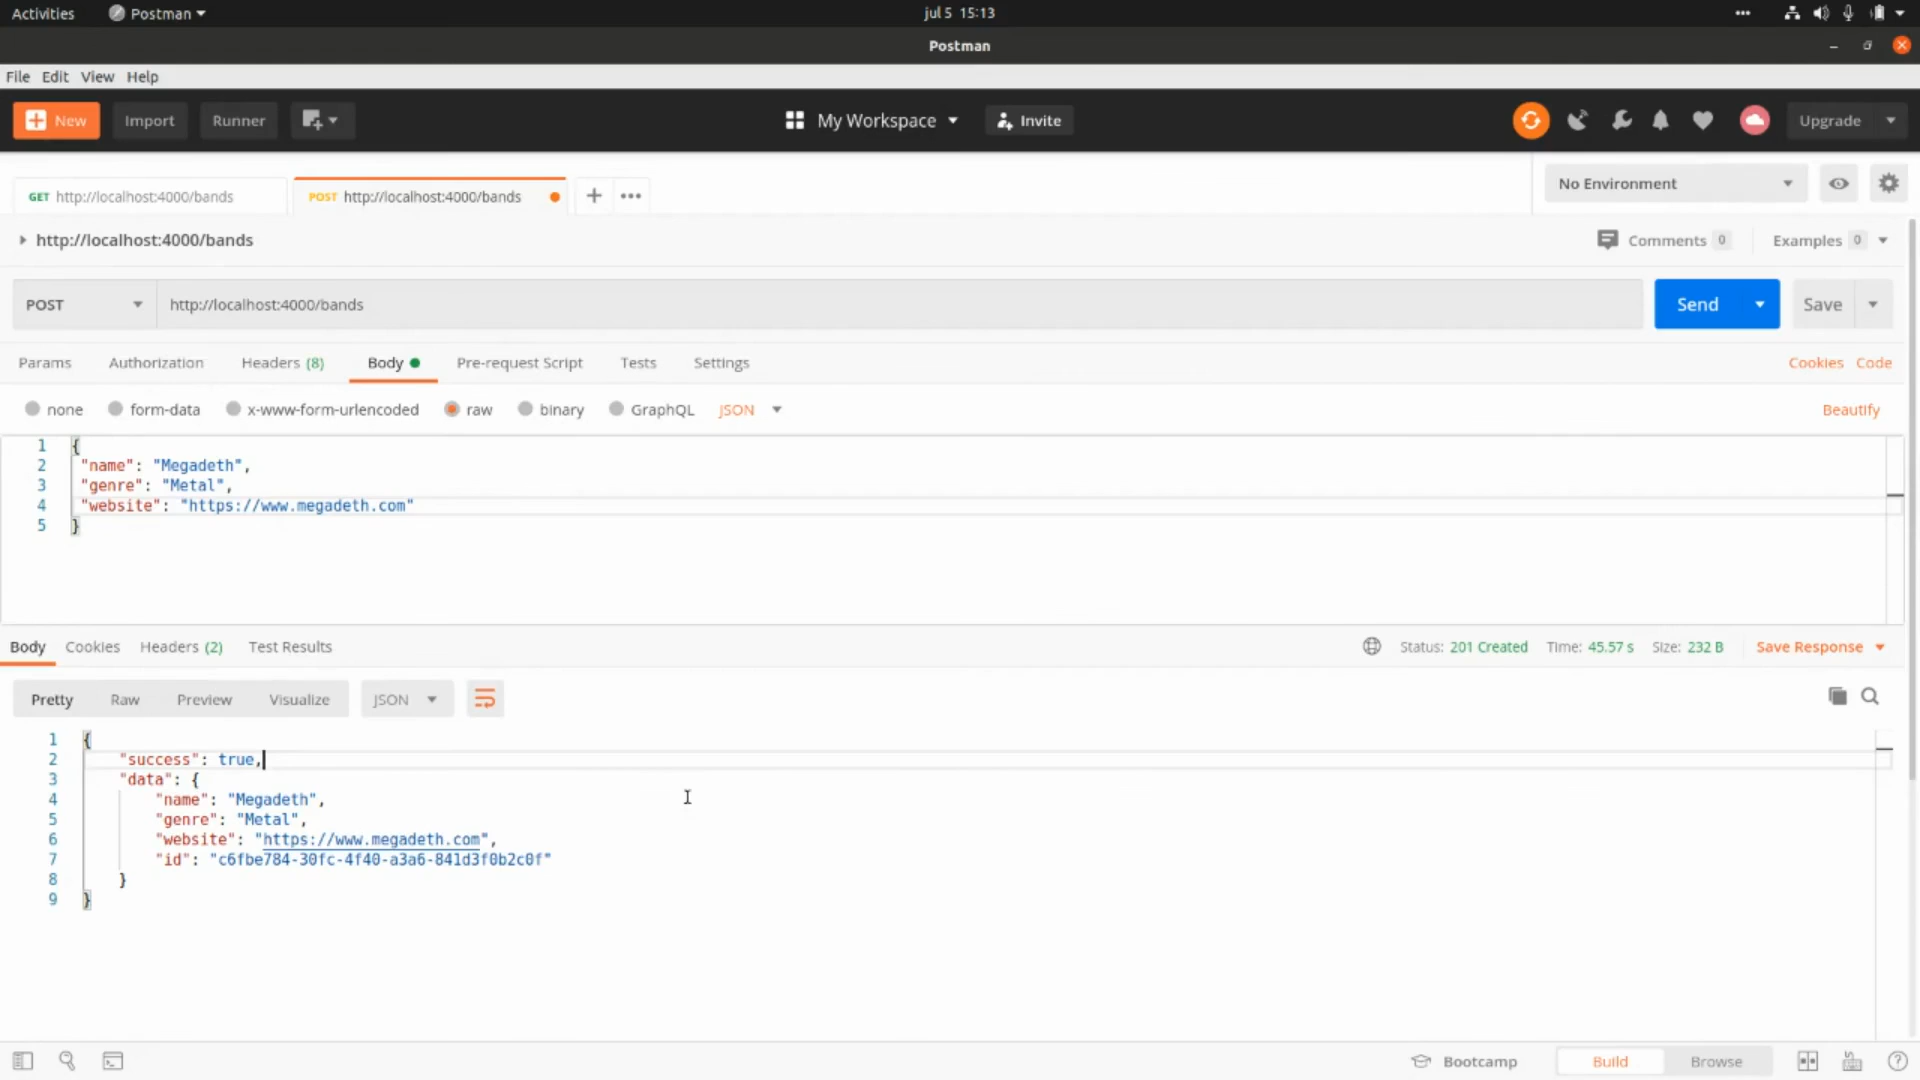 Activities Postman jul 5 15:13
Postman
File Edit View Help
New Import Runner My Workspace Invite Upgrade
GET http://localhost:4000/bands POST http://localhost:4000/bands No Environment
http://localhost:4000/bands Comments 0 Examples 0
POST http://localhost:4000/bands Send Save
Params Authorization Headers (8) Body Pre-request Script Tests Settings Cookies Code
none form-data x-www-form-urlencoded raw binary GraphQL JSON Beautify
1 {
2 "name": "Megadeth",
3 "genre": "Metal",
4 "website": "https://www.megadeth.com"
5 }
Body Cookies Headers (2) Test Results Status: 201 Created Time: 45.57 s Size: 232 B Save Response
Pretty Raw Preview Visualize JSON
1 {
2 "success": true,
3 "data": {
4 "name": "Megadeth",
5 "genre": "Metal",
6 "website": "https://www.megadeth.com",
7 "id": "c6fbe784-30fc-4f40-a3a6-841d3f0b2c0f"
8 }
9 }
Bootcamp Build Browse